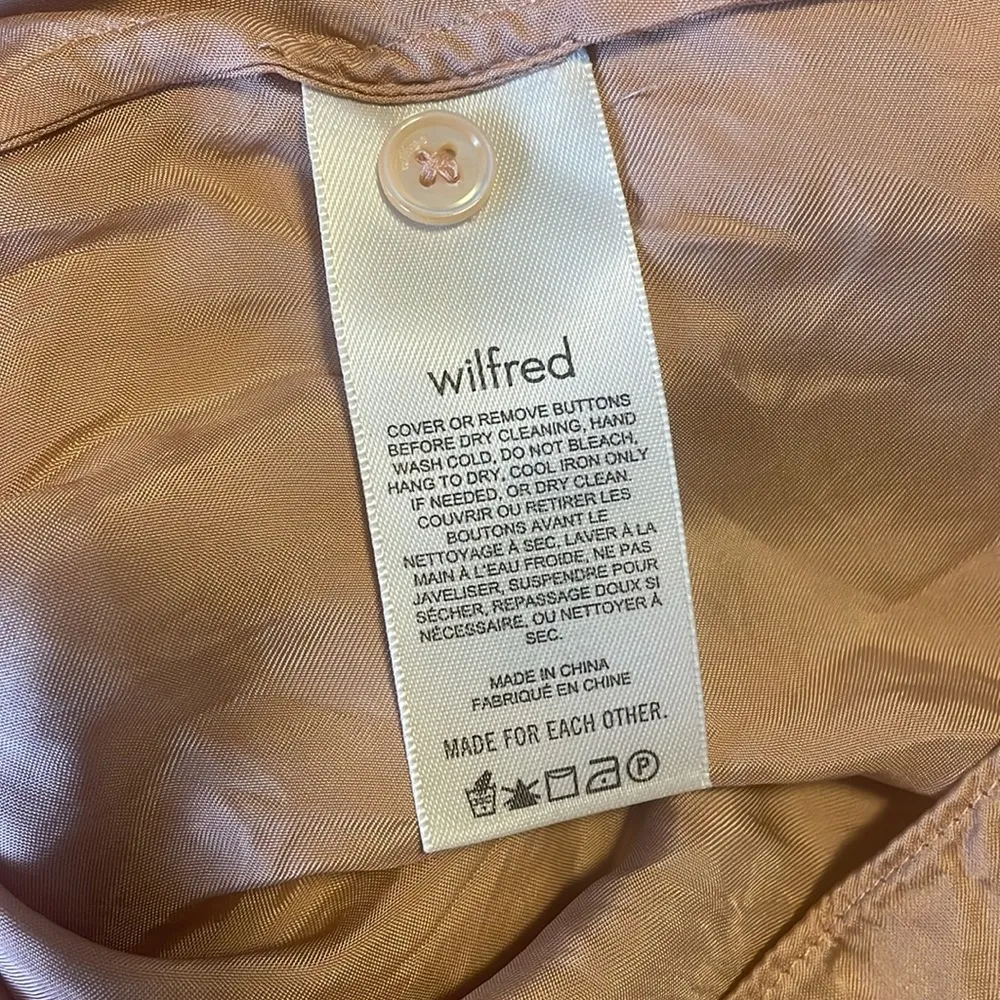 wilfred
COVER OR REMOVE BUTTONS
BEFORE DRY CLEANING, HAND
WASH COLD, DO NOT BLEACH,
HANG TO DRY, COOL IRON ONLY
IF NEEDED, OR DRY CLEAN.
COUVRIR OU RETIRER LES
BOUTONS AVANT LE
NETTOYAGE À SEC, LAVER À LA
MAIN À L'EAU FROIDE, NE PAS
JAVELISER, SUSPENDRE POUR
SÉCHER, REPASSAGE DOUX SI
NÉCESSAIRE, OU NETTOYER À
SEC.
MADE IN CHINA
FABRIQUÉ EN CHINE
MADE FOR EACH OTHER.
P